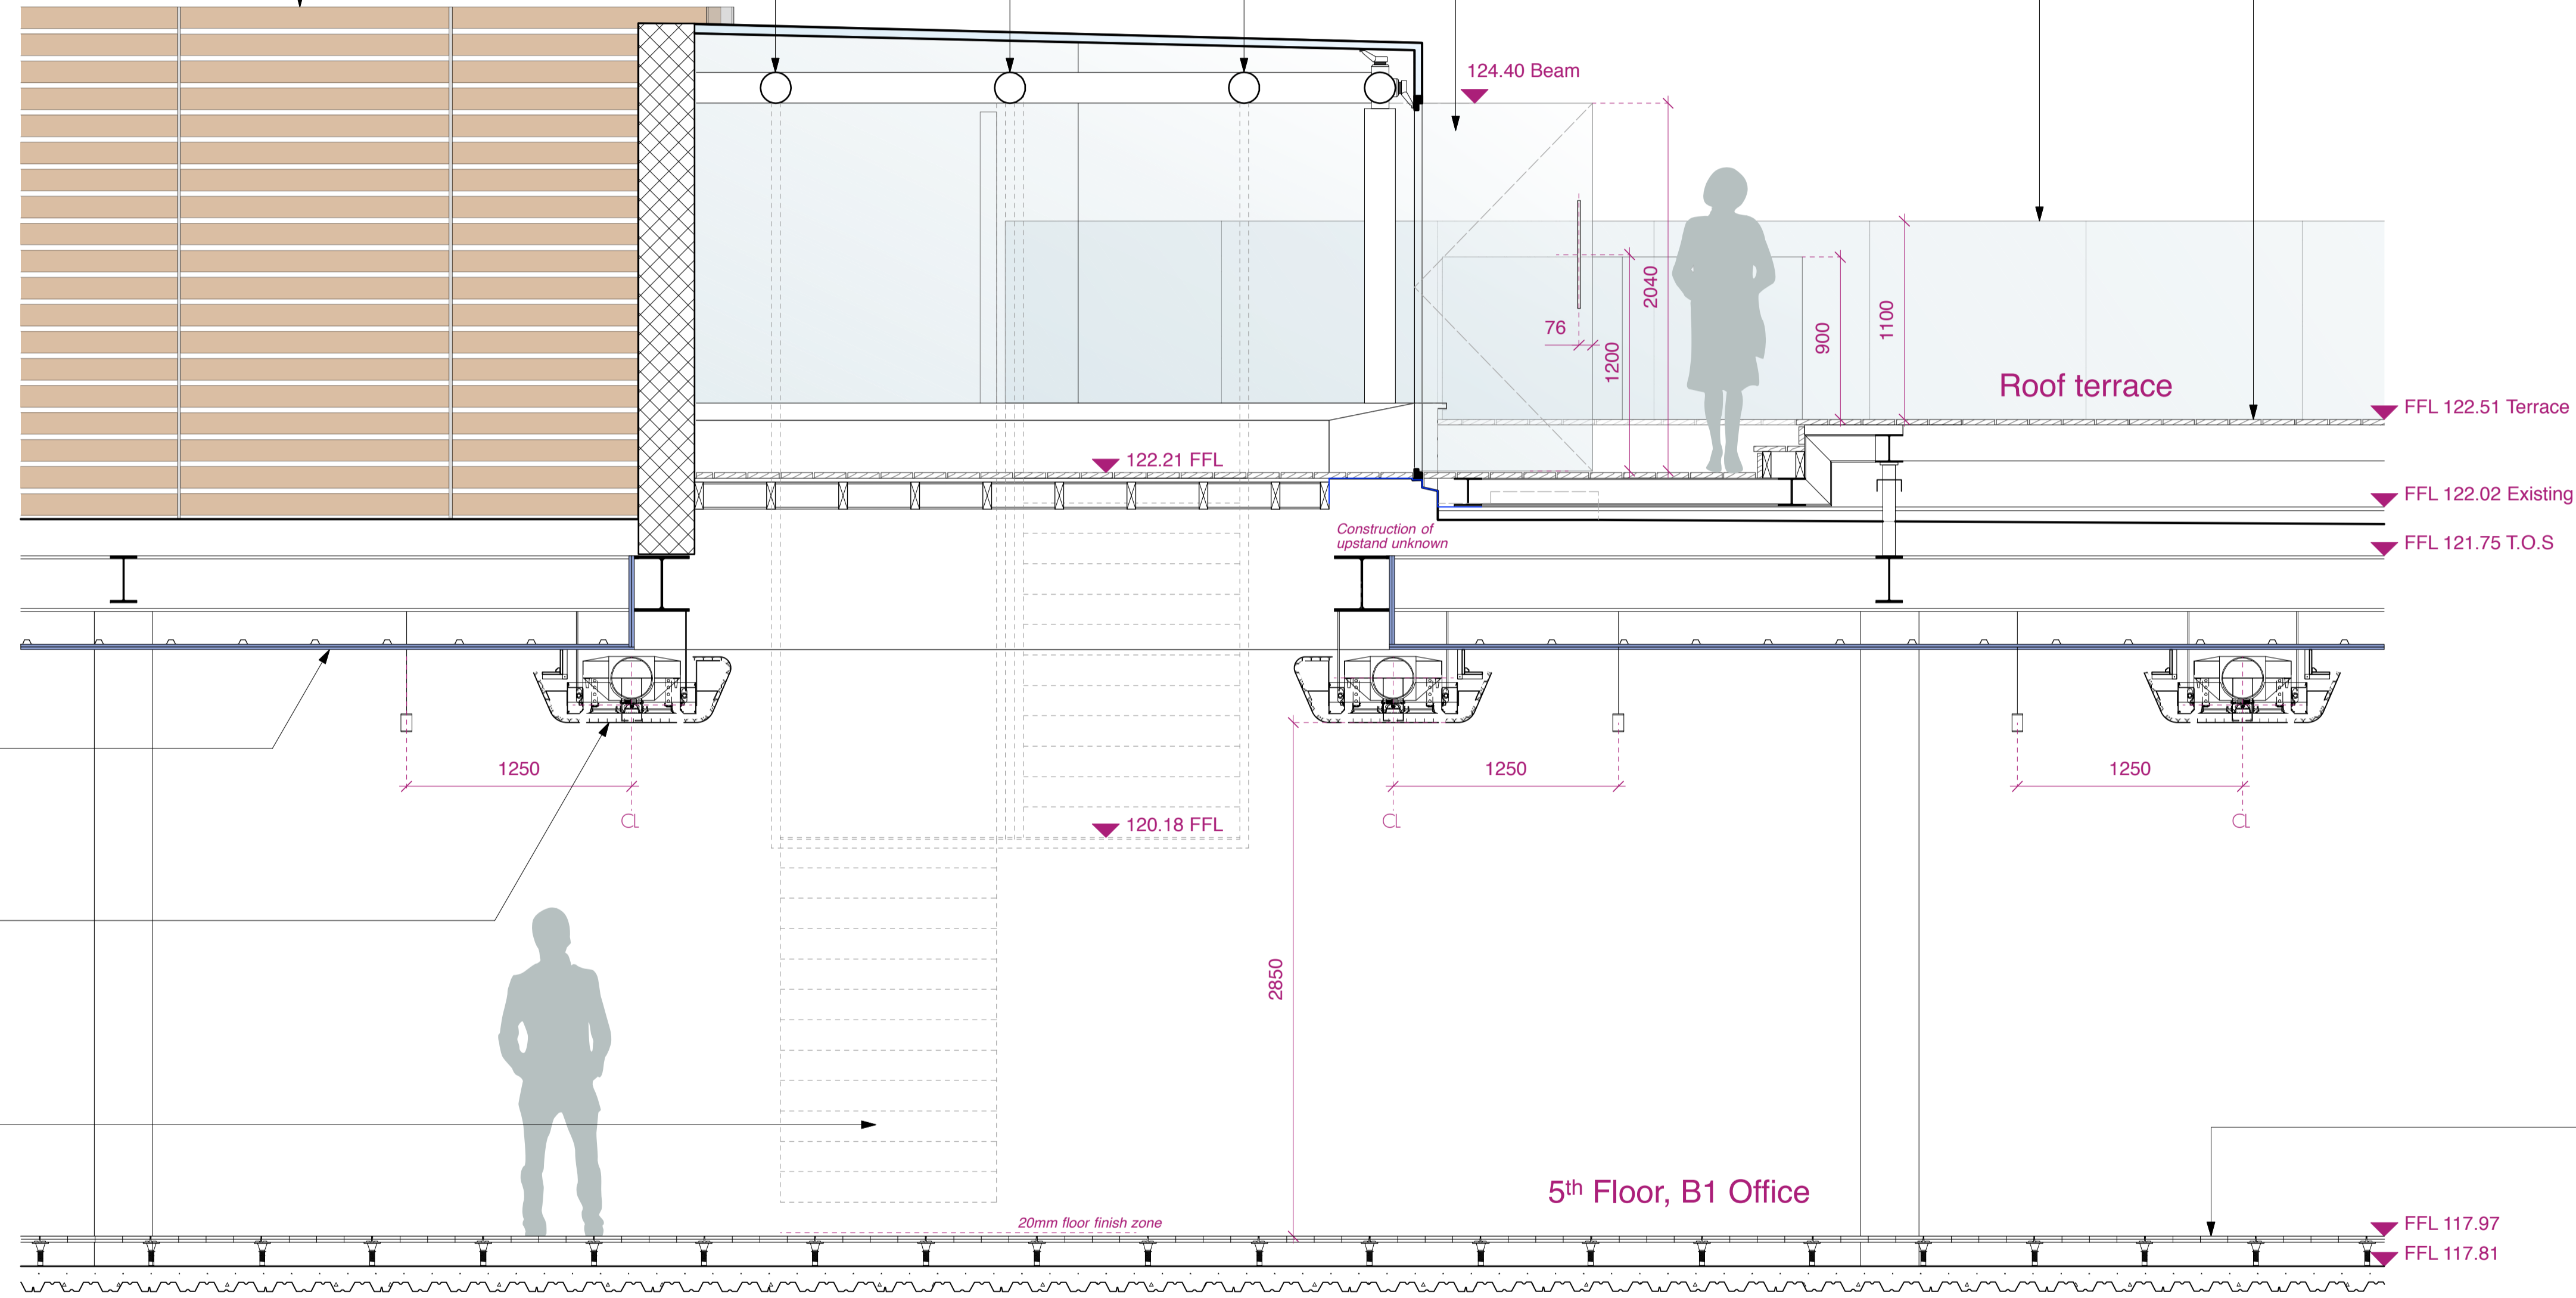 124.40 Beam
2040
76
1200
900
1100
Roof terrace
FFL 122.51 Terrace
122.21 FFL
FFL 122.02 Existing
Construction of
upstand unknown
FFL 121.75 T.O.S
1250
1250
1250
CL
CL
CL
120.18 FFL
2850
5th Floor, B1 Office
20mm floor finish zone
FFL 117.97
FFL 117.81